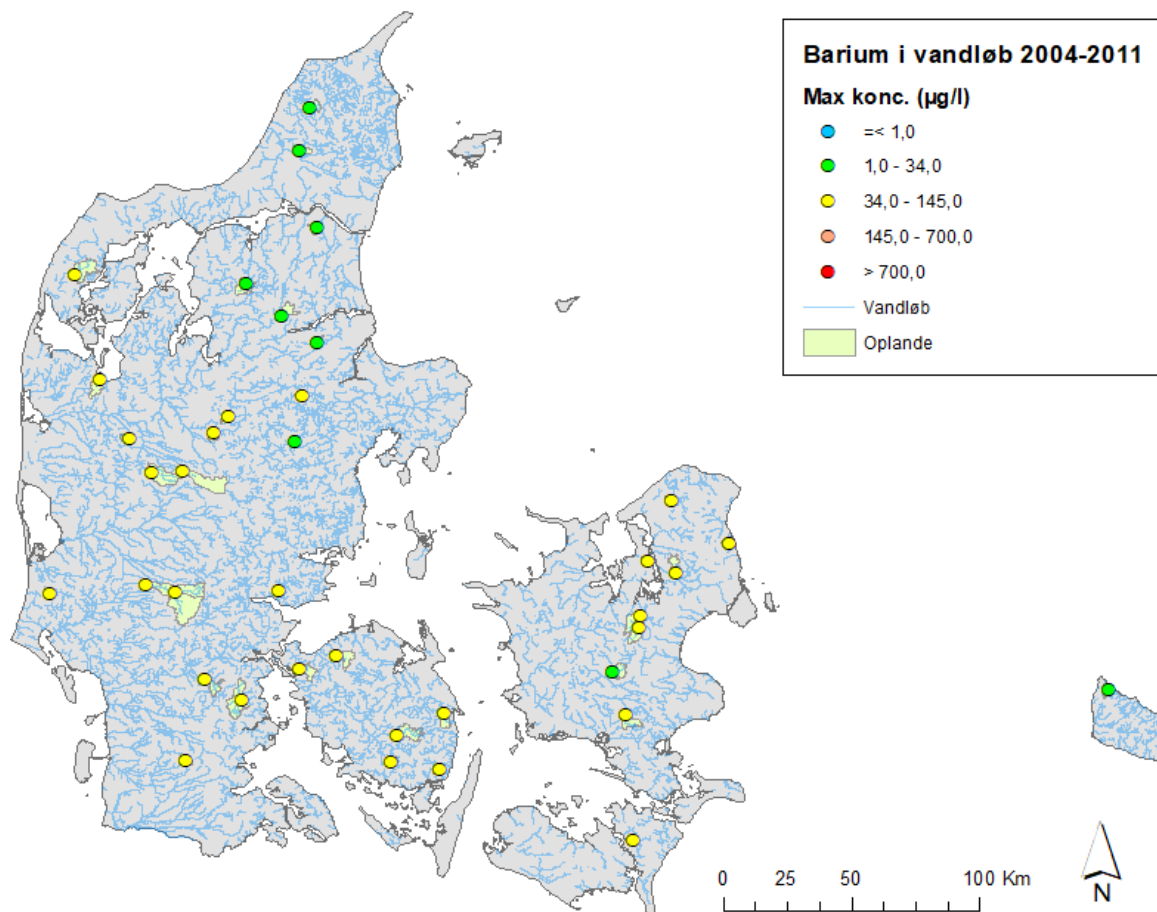 Barium i vandløb 2004-2011
Max konc. (µg/l)
=< 1,0
1,0 - 34,0
34,0 - 145,0
145,0 - 700,0
> 700,0
Vandløb
Oplande
0 25 50 100 Km
N